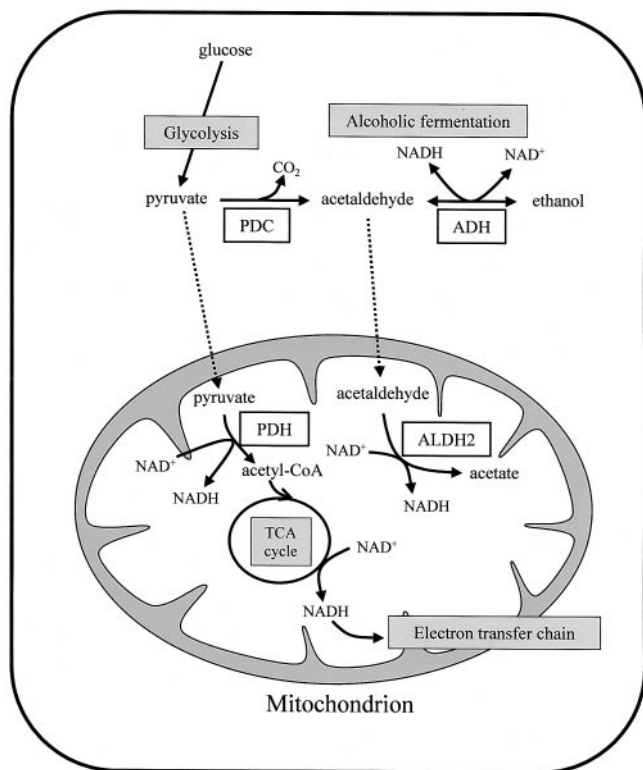 glucose
Glycolysis
Alcoholic fermentation
CO₂
NADH
NAD⁺
pyruvate
acetaldehyde
ethanol
PDC
ADH
pyruvate
acetaldehyde
PDH
ALDH2
NAD⁺
NAD⁺
acetyl-CoA
acetate
NADH
NADH
TCA
cycle
NAD⁺
NADH
Electron transfer chain
Mitochondrion